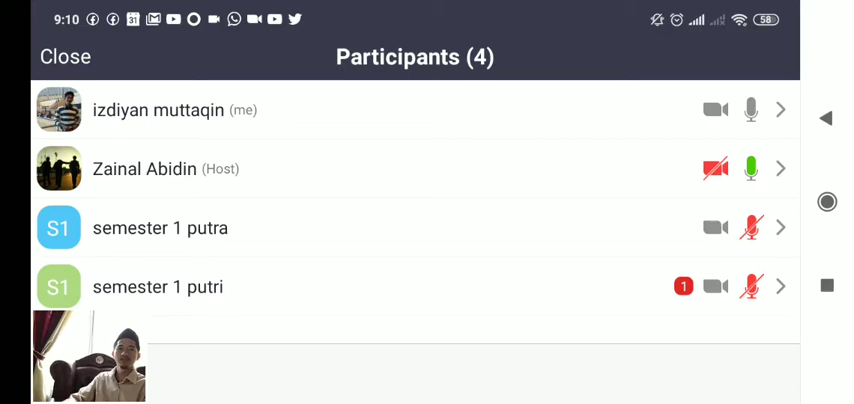 9:10 31 58
Close Participants (4)
izdiyan muttaqin (me)
Zainal Abidin (Host)
S1 semester 1 putra
S1 semester 1 putri 1